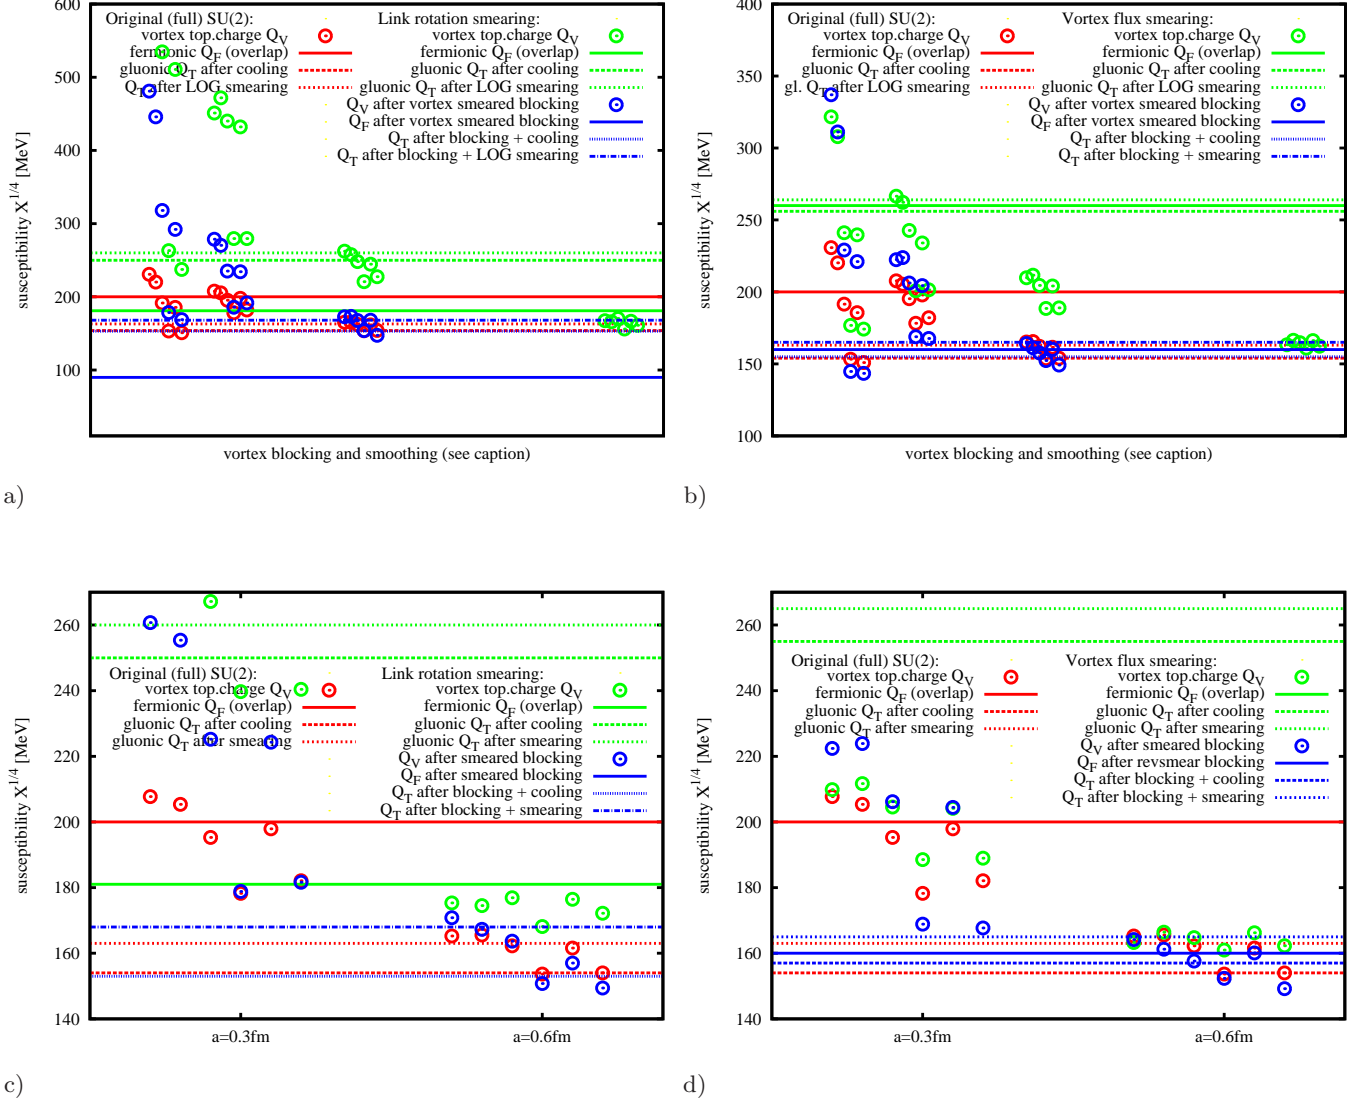 600
500
400
300
200
100
susceptibility X^1/4 [MeV]
Original (full) SU(2):
vortex top.charge Q_V
fermionic Q_F (overlap)
gluonic Q_T after cooling
Q_T after LOG smearing
Link rotation smearing:
vortex top.charge Q_V
fermionic Q_F (overlap)
gluonic Q_T after cooling
gluonic Q_T after LOG smearing
Q_V after vortex smeared blocking
Q_F after vortex smeared blocking
Q_T after blocking + cooling
Q_T after blocking + LOG smearing
vortex blocking and smoothing (see caption)
a)
400
350
300
250
200
150
100
susceptibility X^1/4 [MeV]
Original (full) SU(2):
vortex top.charge Q_V
fermionic Q_F (overlap)
gluonic Q_T after cooling
gl. Q_T after LOG smearing
Vortex flux smearing:
vortex top.charge Q_V
fermionic Q_F (overlap)
gluonic Q_T after cooling
gluonic Q_T after LOG smearing
Q_V after vortex smeared blocking
Q_F after vortex smeared blocking
Q_T after blocking + cooling
Q_T after blocking + smearing
vortex blocking and smoothing (see caption)
b)
260
240
220
200
180
160
140
susceptibility X^1/4 [MeV]
Original (full) SU(2):
vortex top.charge Q_V
fermionic Q_F (overlap)
gluonic Q_T after cooling
gluonic Q_T after smearing
Link rotation smearing:
vortex top.charge Q_V
fermionic Q_F (overlap)
gluonic Q_T after cooling
gluonic Q_T after smearing
Q_V after smeared blocking
Q_F after smeared blocking
Q_T after blocking + cooling
Q_T after blocking + smearing
a=0.3fm
a=0.6fm
c)
260
240
220
200
180
160
140
susceptibility X^1/4 [MeV]
Original (full) SU(2):
vortex top.charge Q_V
fermionic Q_F (overlap)
gluonic Q_T after cooling
gluonic Q_T after smearing
Vortex flux smearing:
vortex top.charge Q_V
fermionic Q_F (overlap)
gluonic Q_T after cooling
gluonic Q_T after smearing
Q_V after smeared blocking
Q_F after revsmear blocking
Q_T after blocking + cooling
Q_T after blocking + smearing
a=0.3fm
a=0.6fm
d)